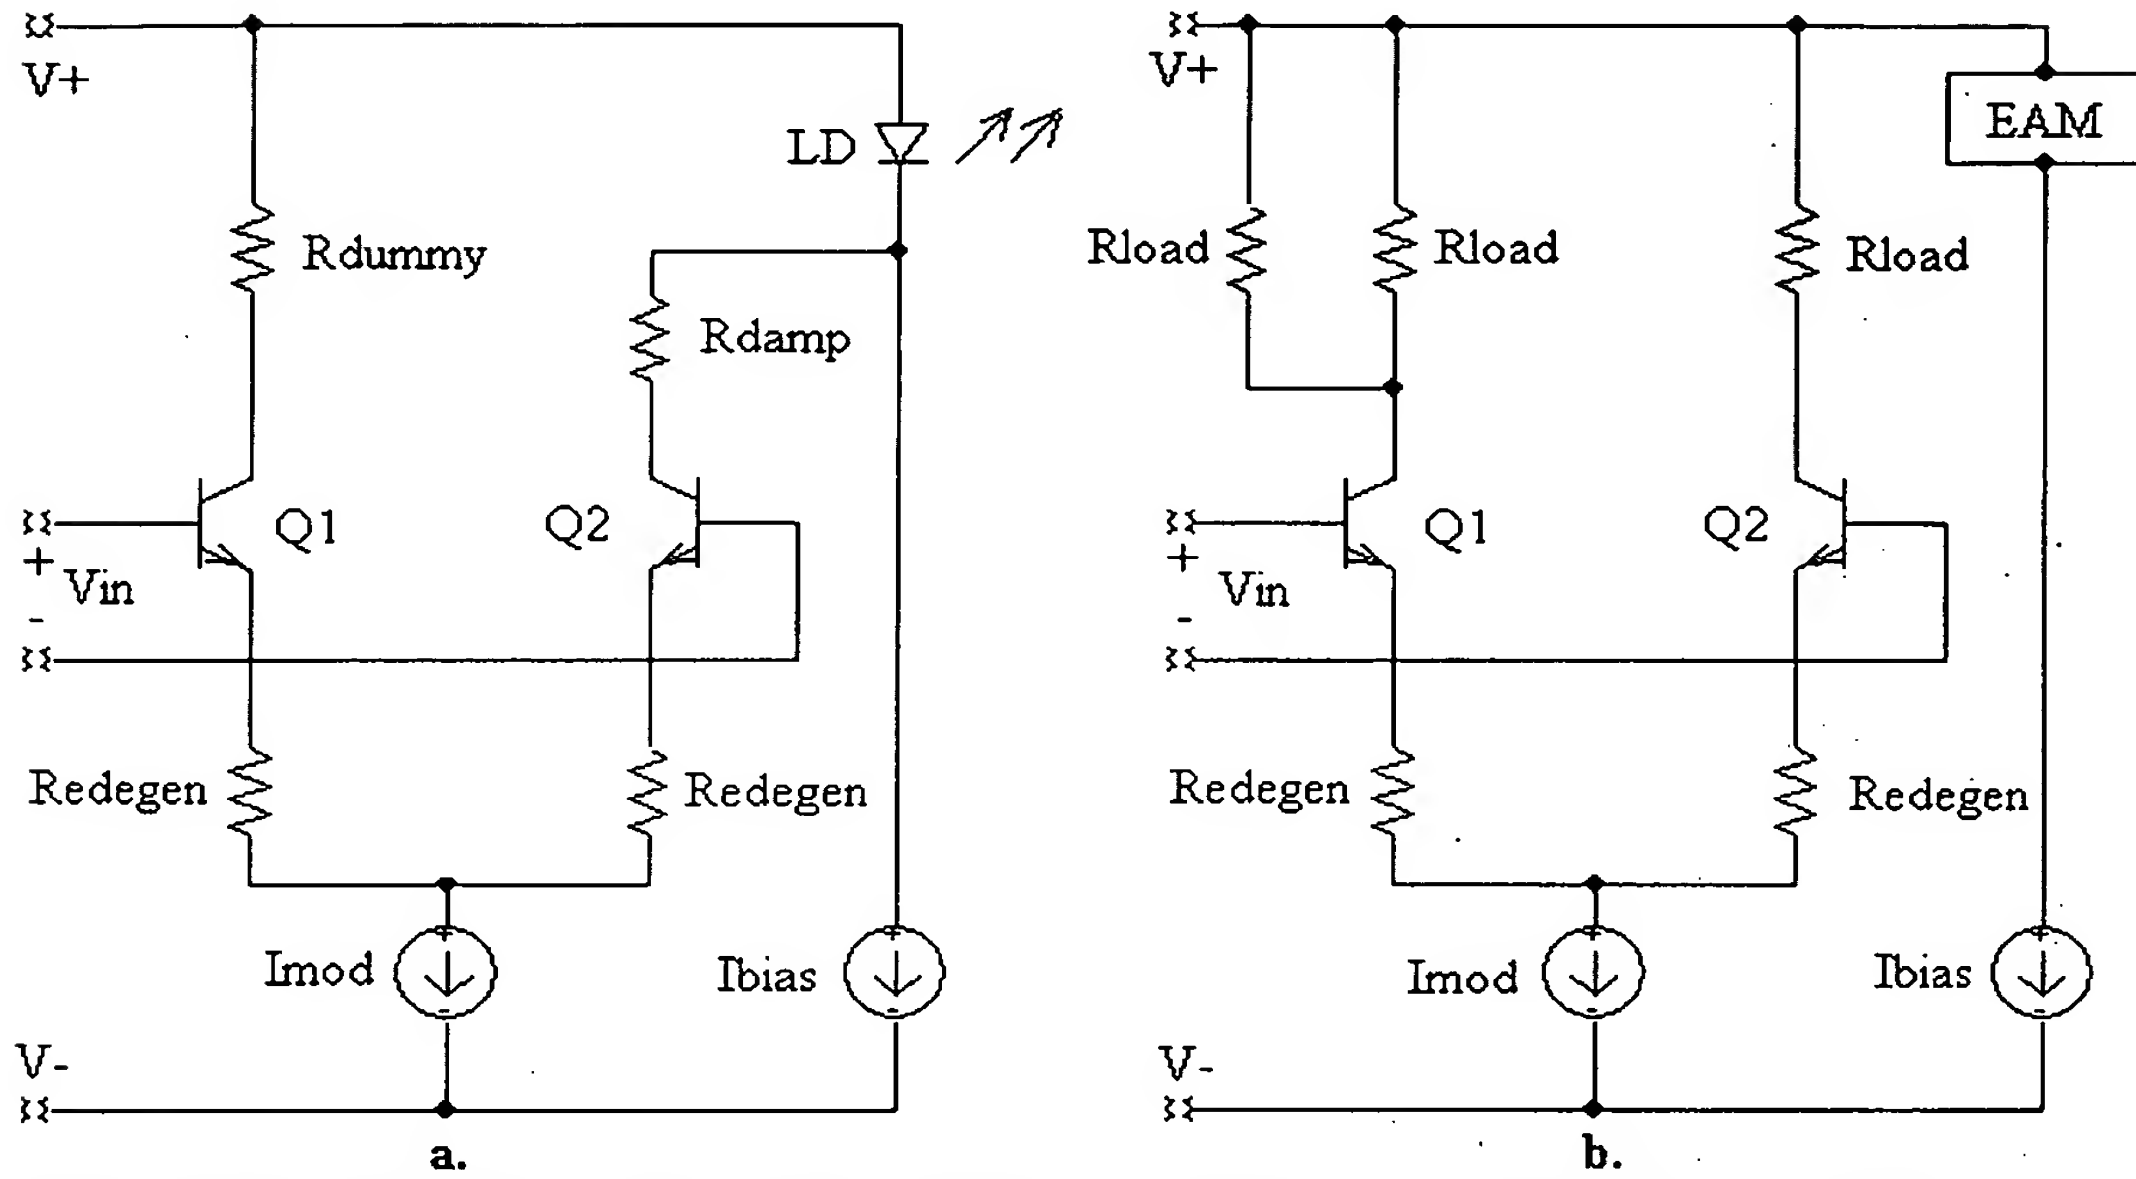 V+
LD
Rdummy
Rdamp
Q1
Q2
+
Vin
-
Redegen
Redegen
Imod
Ibias
V-
a.
V+
EAM
Rload
Rload
Rload
Q1
Q2
+
Vin
-
Redegen
Redegen
Imod
Ibias
V-
b.